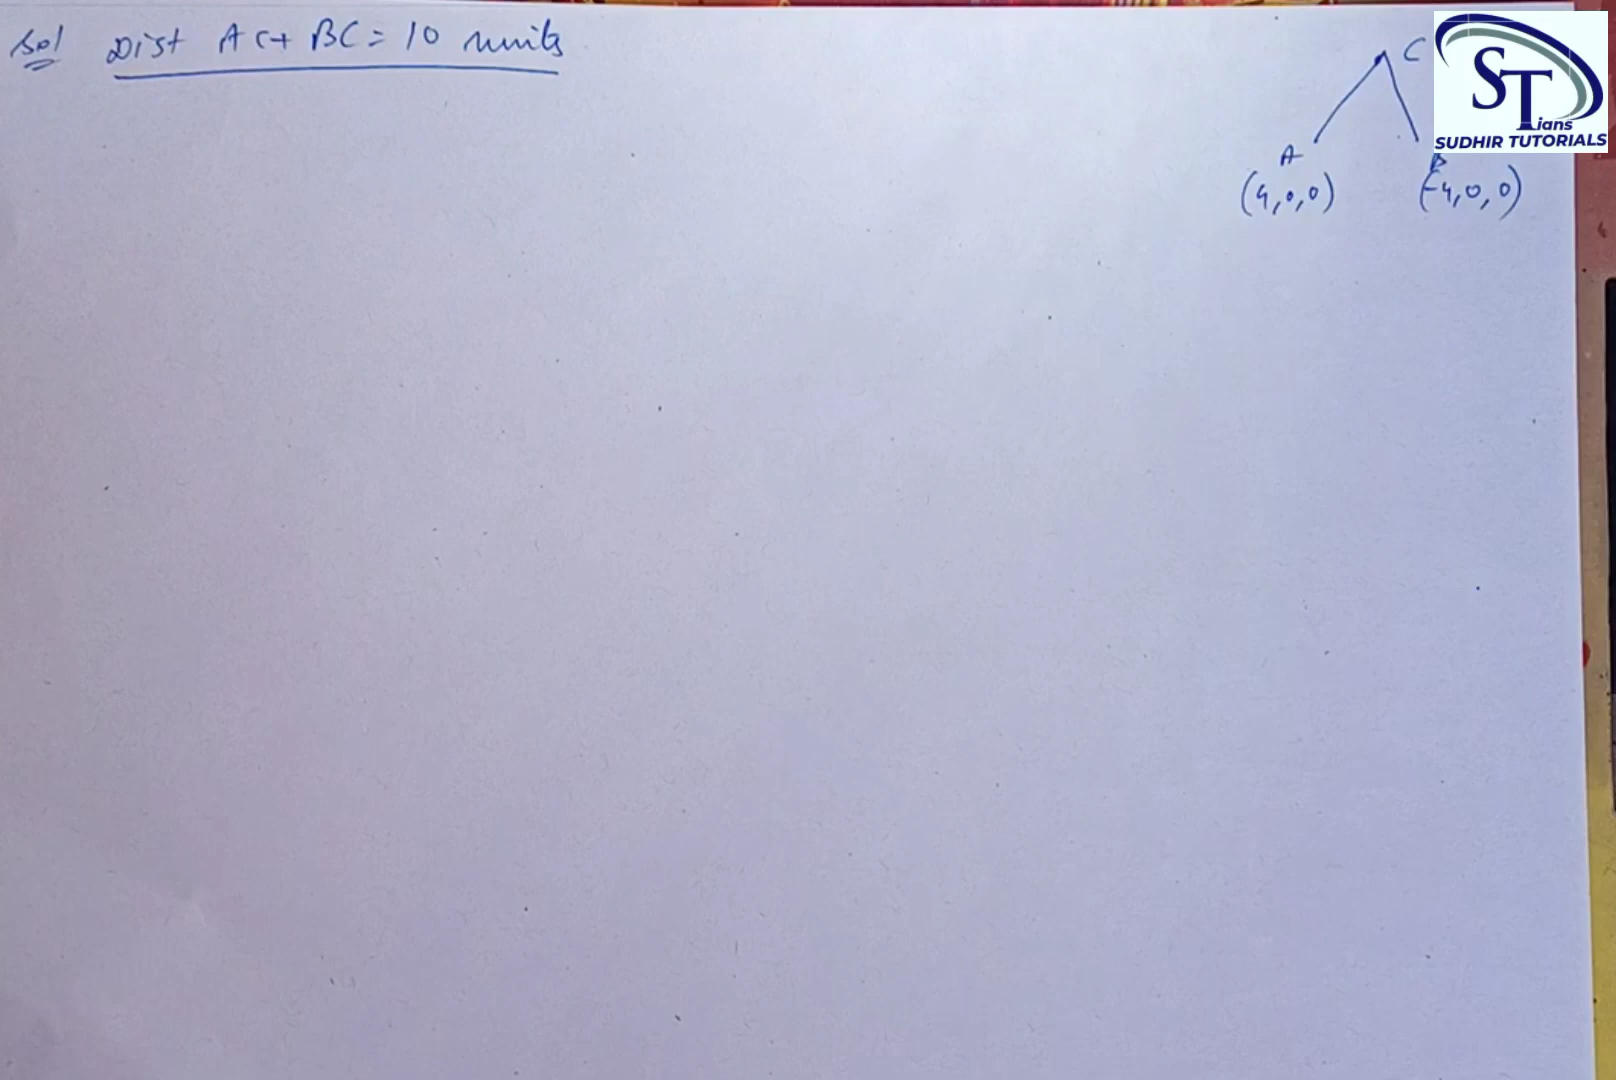 Sol Dist AC + BC = 10 units
C
A B
(4,0,0) (-4,0,0)
ST
ians
SUDHIR TUTORIALS